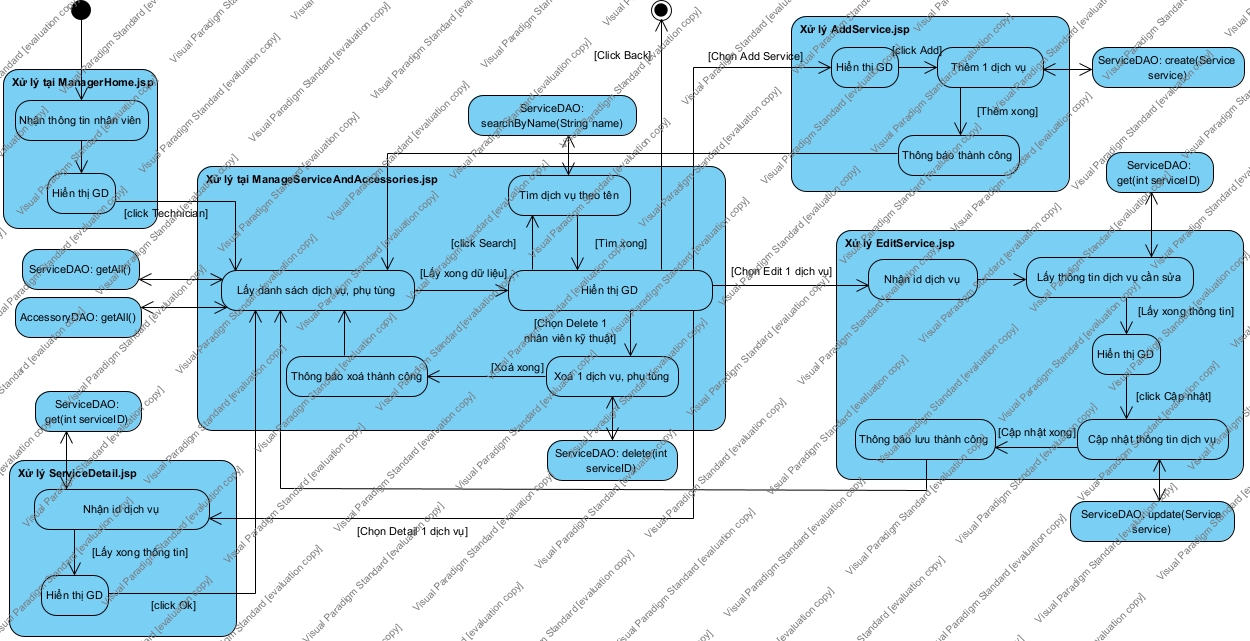 Xử lý tại ManagerHome.jsp
Nhận thông tin nhân viên
Hiển thị GD
[click Technician]
ServiceDAO: getAll()
AccessoryDAO: getAll()
Xử lý tại ManageServiceAndAccessories.jsp
Lấy danh sách dịch vụ, phụ tùng
[Lấy xong dữ liệu]
Hiển thị GD
[click Search]
[Tìm xong]
Tìm dịch vụ theo tên
ServiceDAO:
searchByName(String name)
[Click Back]
[Chọn Delete 1
nhân viên kỹ thuật]
Xoá 1 dịch vụ, phụ tùng
[Xoá xong]
Thông báo xoá thành công
ServiceDAO: delete(int
serviceID)
[Chọn Add Service]
Xử lý AddService.jsp
Hiển thị GD
[click Add]
Thêm 1 dịch vụ
ServiceDAO: create(Service
service)
[Thêm xong]
Thông báo thành công
ServiceDAO:
get(int serviceID)
[Chọn Edit 1 dịch vụ]
Xử lý EditService.jsp
Nhận id dịch vụ
Lấy thông tin dịch vụ cần sửa
[Lấy xong thông tin]
Hiển thị GD
[click Cập nhật]
Cập nhật thông tin dịch vụ
[Cập nhật xong]
Thông báo lưu thành công
ServiceDAO: update(Service
service)
ServiceDAO:
get(int serviceID)
Xử lý ServiceDetail.jsp
Nhận id dịch vụ
[Chọn Detail 1 dịch vụ]
[Lấy xong thông tin]
Hiển thị GD
[click Ok]
Visual Paradigm Standard [evaluation copy]